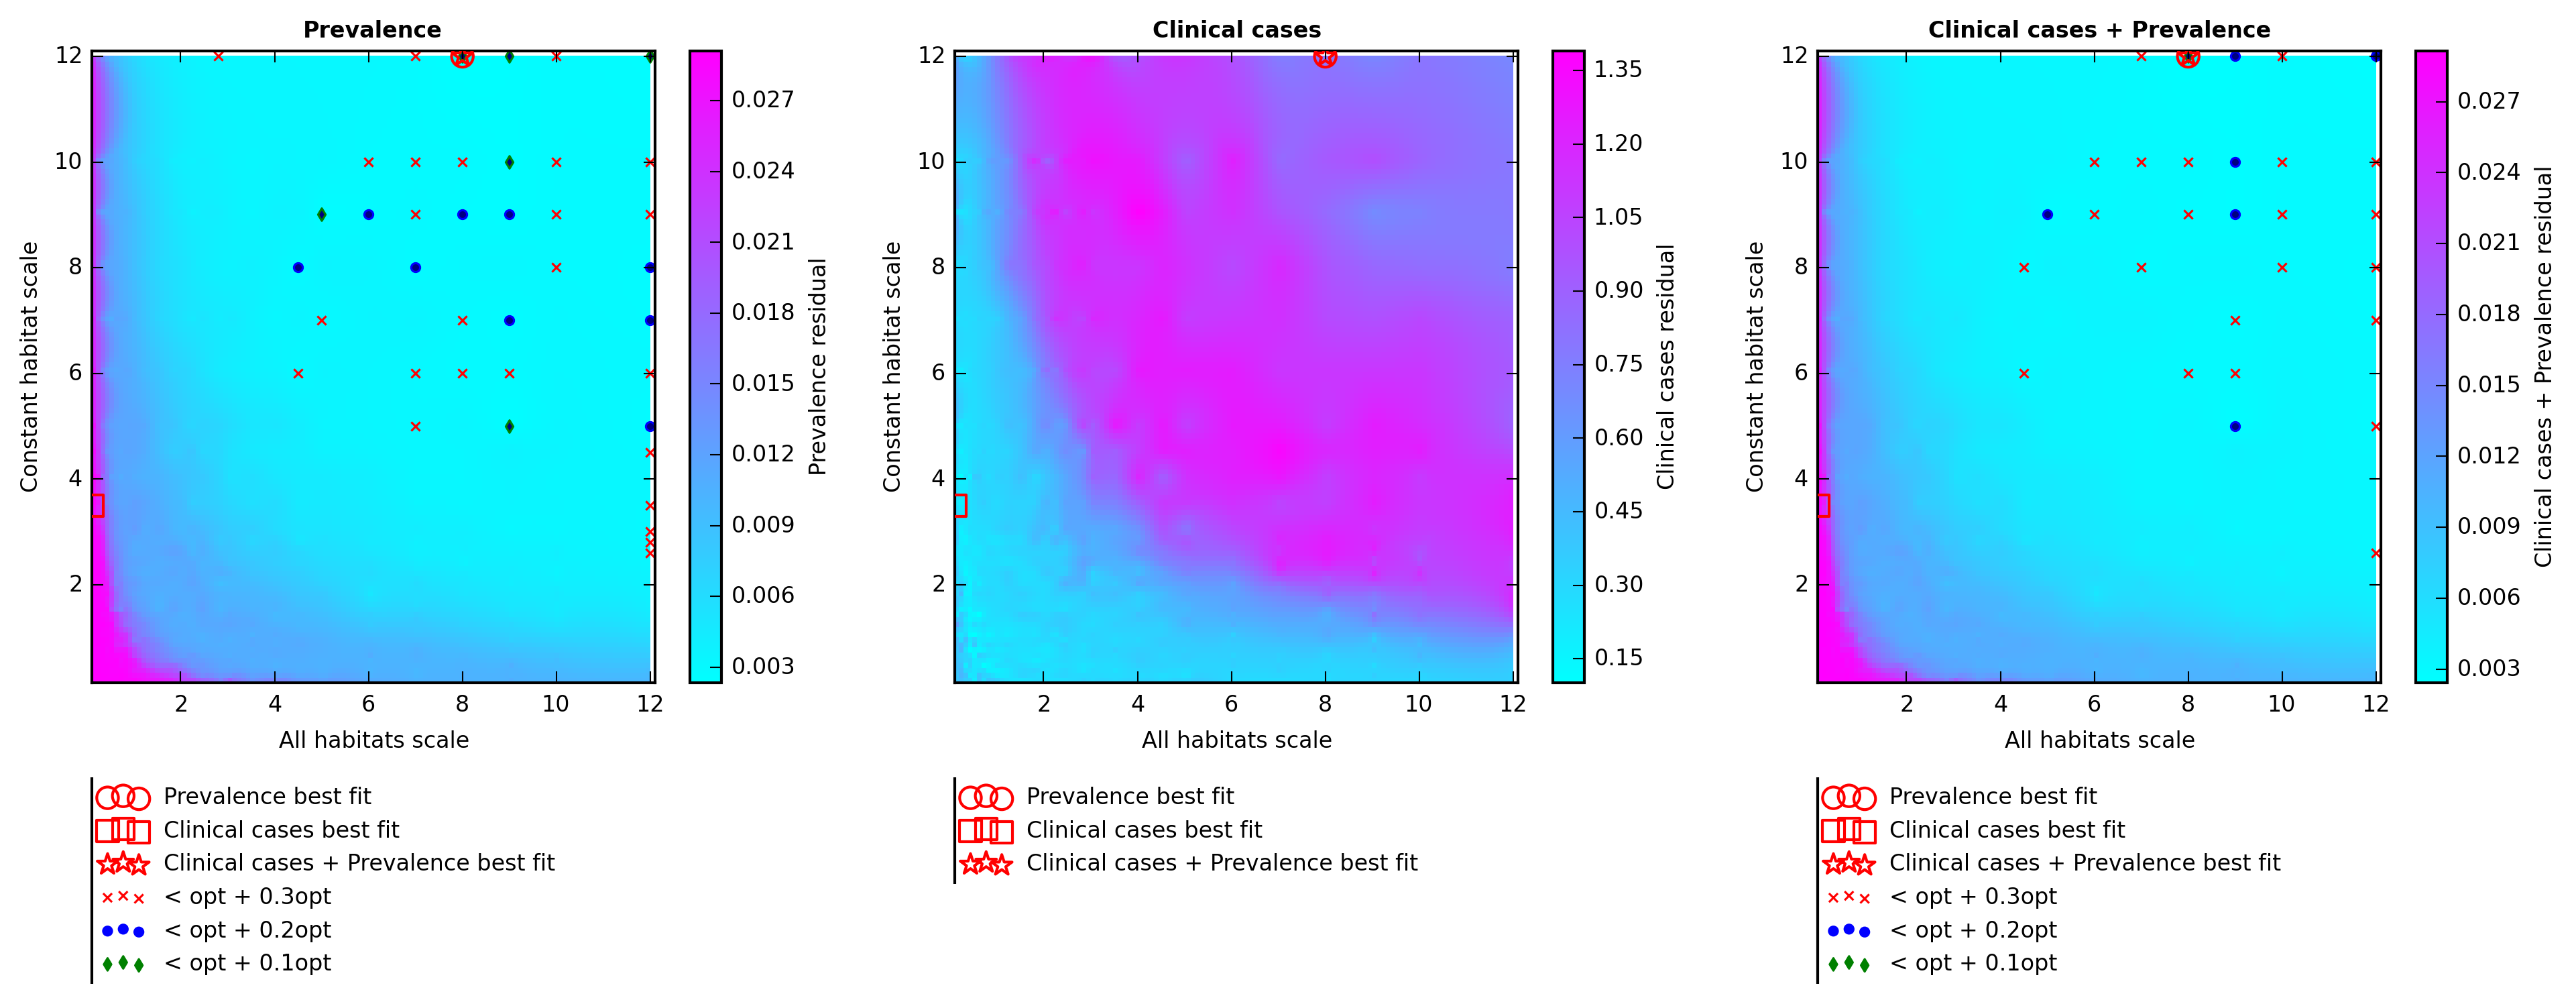 Prevalence
12
10
8
6
4
2
Constant habitat scale
2 4 6 8 10 12
All habitats scale
0.027
0.024
0.021
0.018
0.015
0.012
0.009
0.006
0.003
Prevalence residual
Prevalence best fit
Clinical cases best fit
Clinical cases + Prevalence best fit
< opt + 0.3opt
< opt + 0.2opt
< opt + 0.1opt
Clinical cases
12
10
8
6
4
2
Constant habitat scale
2 4 6 8 10 12
All habitats scale
1.35
1.20
1.05
0.90
0.75
0.60
0.45
0.30
0.15
Clinical cases residual
Prevalence best fit
Clinical cases best fit
Clinical cases + Prevalence best fit
Clinical cases + Prevalence
12
10
8
6
4
2
Constant habitat scale
2 4 6 8 10 12
All habitats scale
0.027
0.024
0.021
0.018
0.015
0.012
0.009
0.006
0.003
Clinical cases + Prevalence residual
Prevalence best fit
Clinical cases best fit
Clinical cases + Prevalence best fit
< opt + 0.3opt
< opt + 0.2opt
< opt + 0.1opt